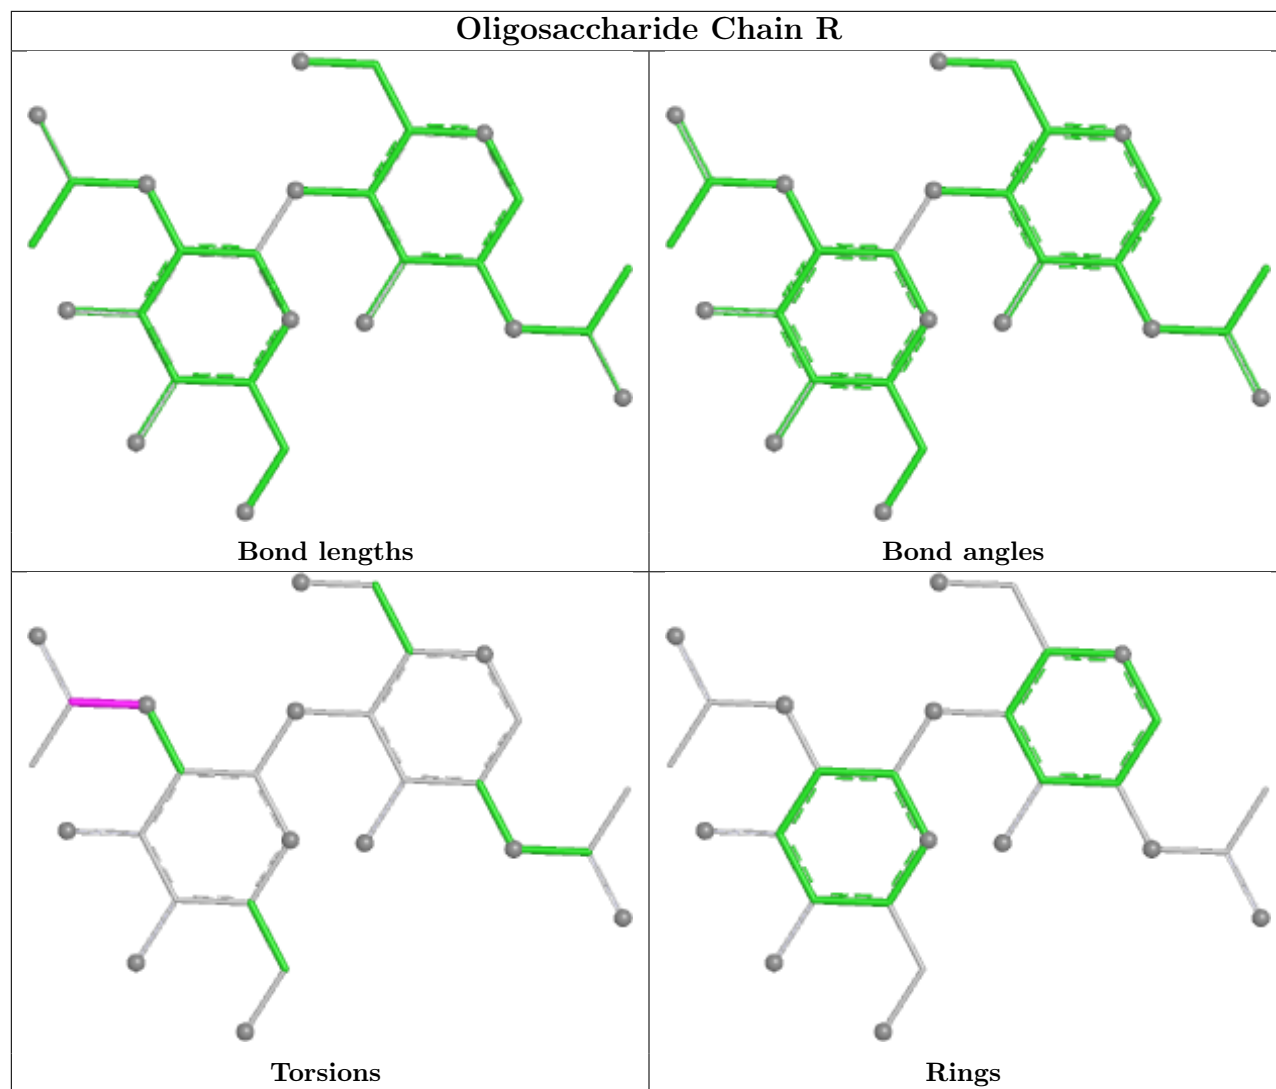 Oligosaccharide Chain R
Bond lengths
Bond angles
Torsions
Rings